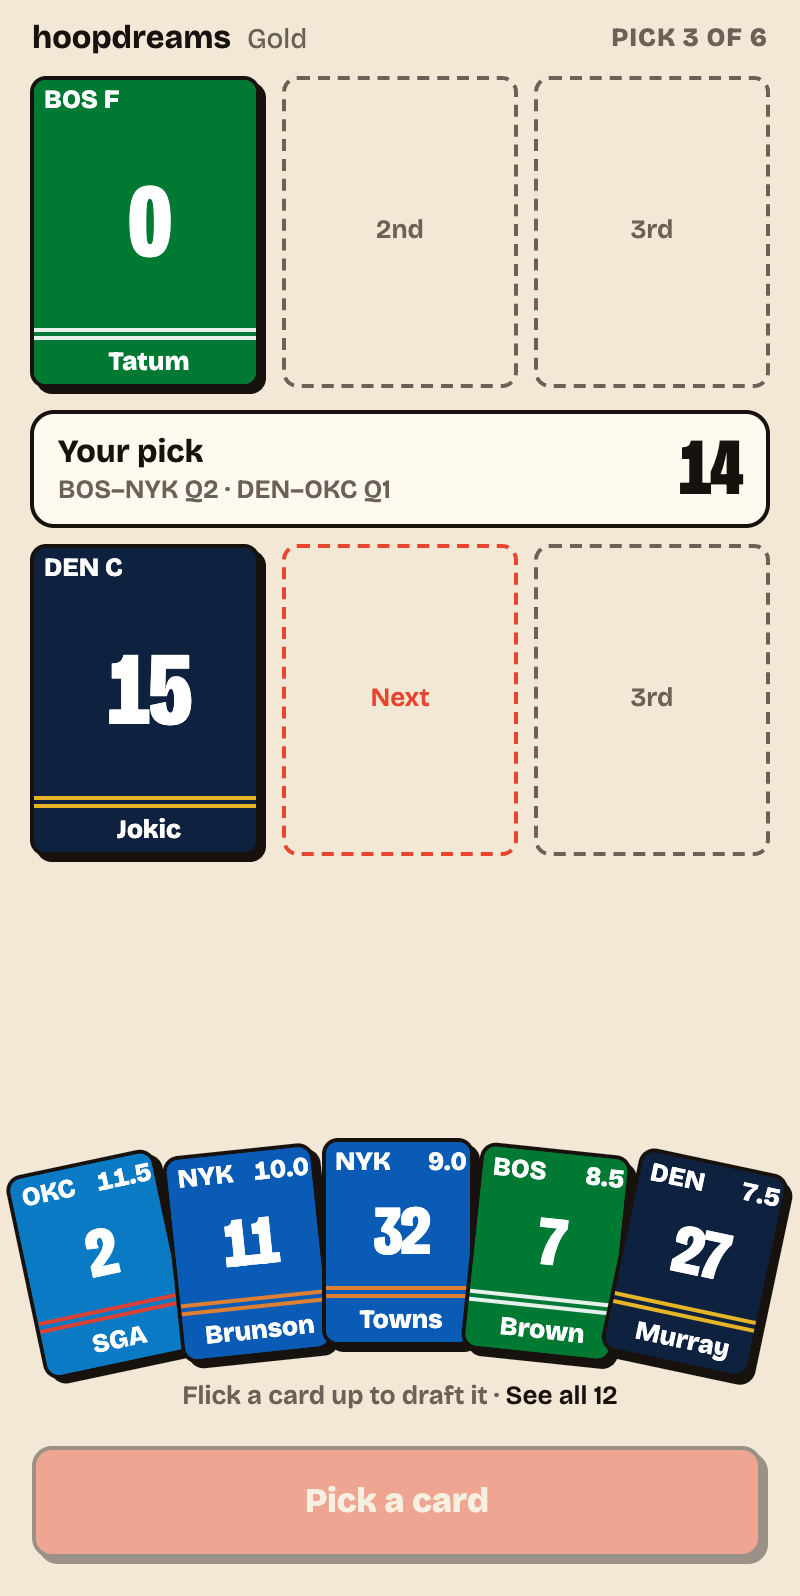 hoopdreams Gold PICK 3 OF 6
BOS F
0
Tatum
2nd
3rd
Your pick
BOS–NYK Q2 · DEN–OKC Q1
14
DEN C
15
Jokic
Next
3rd
OKC 11.5
2
SGA
NYK 10.0
11
Brunson
NYK 9.0
32
Towns
BOS 8.5
7
Brown
DEN 7.5
27
Murray
Flick a card up to draft it · See all 12
Pick a card